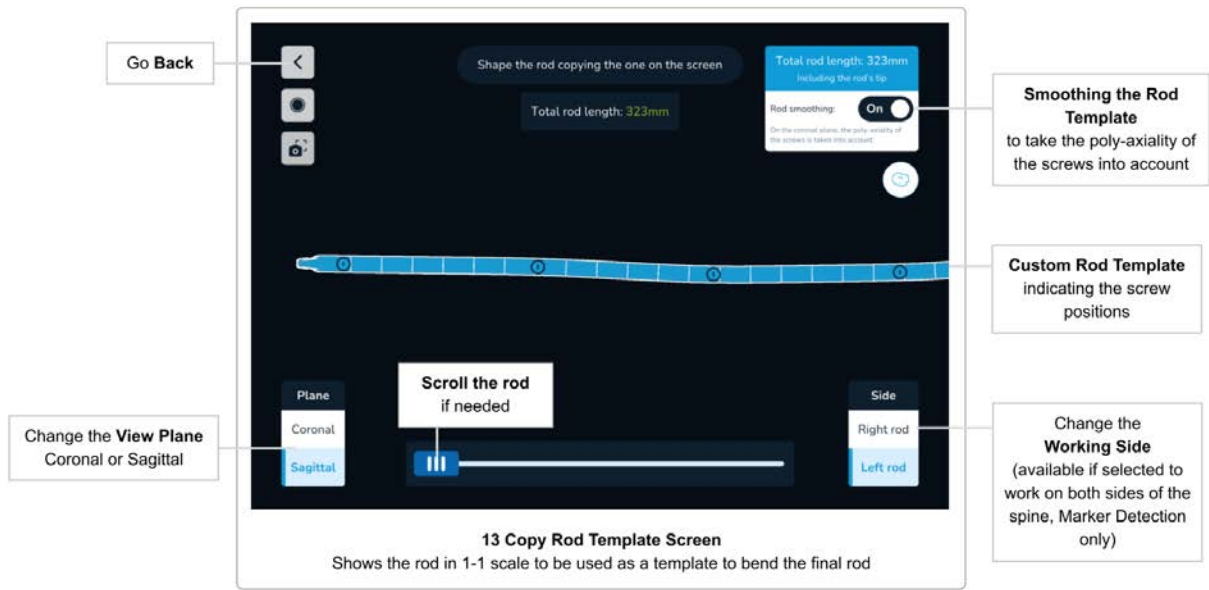 Go Back
Shape the rod copying the one on the screen
Total rod length: 323mm
Total rod length: 323mm
Including the rod's tip
Rod smoothing:
On
On the coronal plane, the poly-axiality of
the screws is taken into account.
Smoothing the Rod
Template
to take the poly-axiality of
the screws into account
Custom Rod Template
indicating the screw
positions
Scroll the rod
if needed
Plane
Coronal
Sagittal
Change the View Plane
Coronal or Sagittal
Side
Right rod
Left rod
Change the
Working Side
(available if selected to
work on both sides of the
spine, Marker Detection
only)
13 Copy Rod Template Screen
Shows the rod in 1-1 scale to be used as a template to bend the final rod